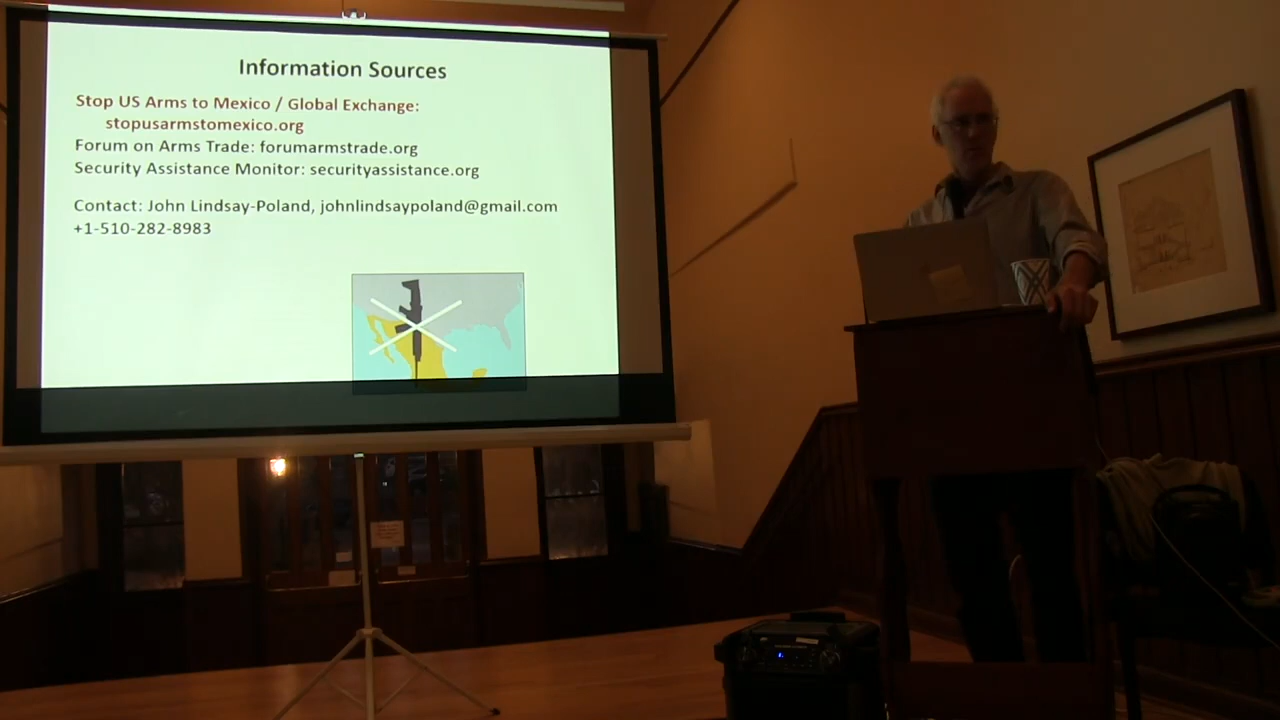 Information Sources
Stop US Arms to Mexico / Global Exchange:
stopusarmstomexico.org
Forum on Arms Trade: forumarmstrade.org
Security Assistance Monitor: securityassistance.org
Contact: John Lindsay-Poland, johnlindsaypoland@gmail.com
+1-510-282-8983